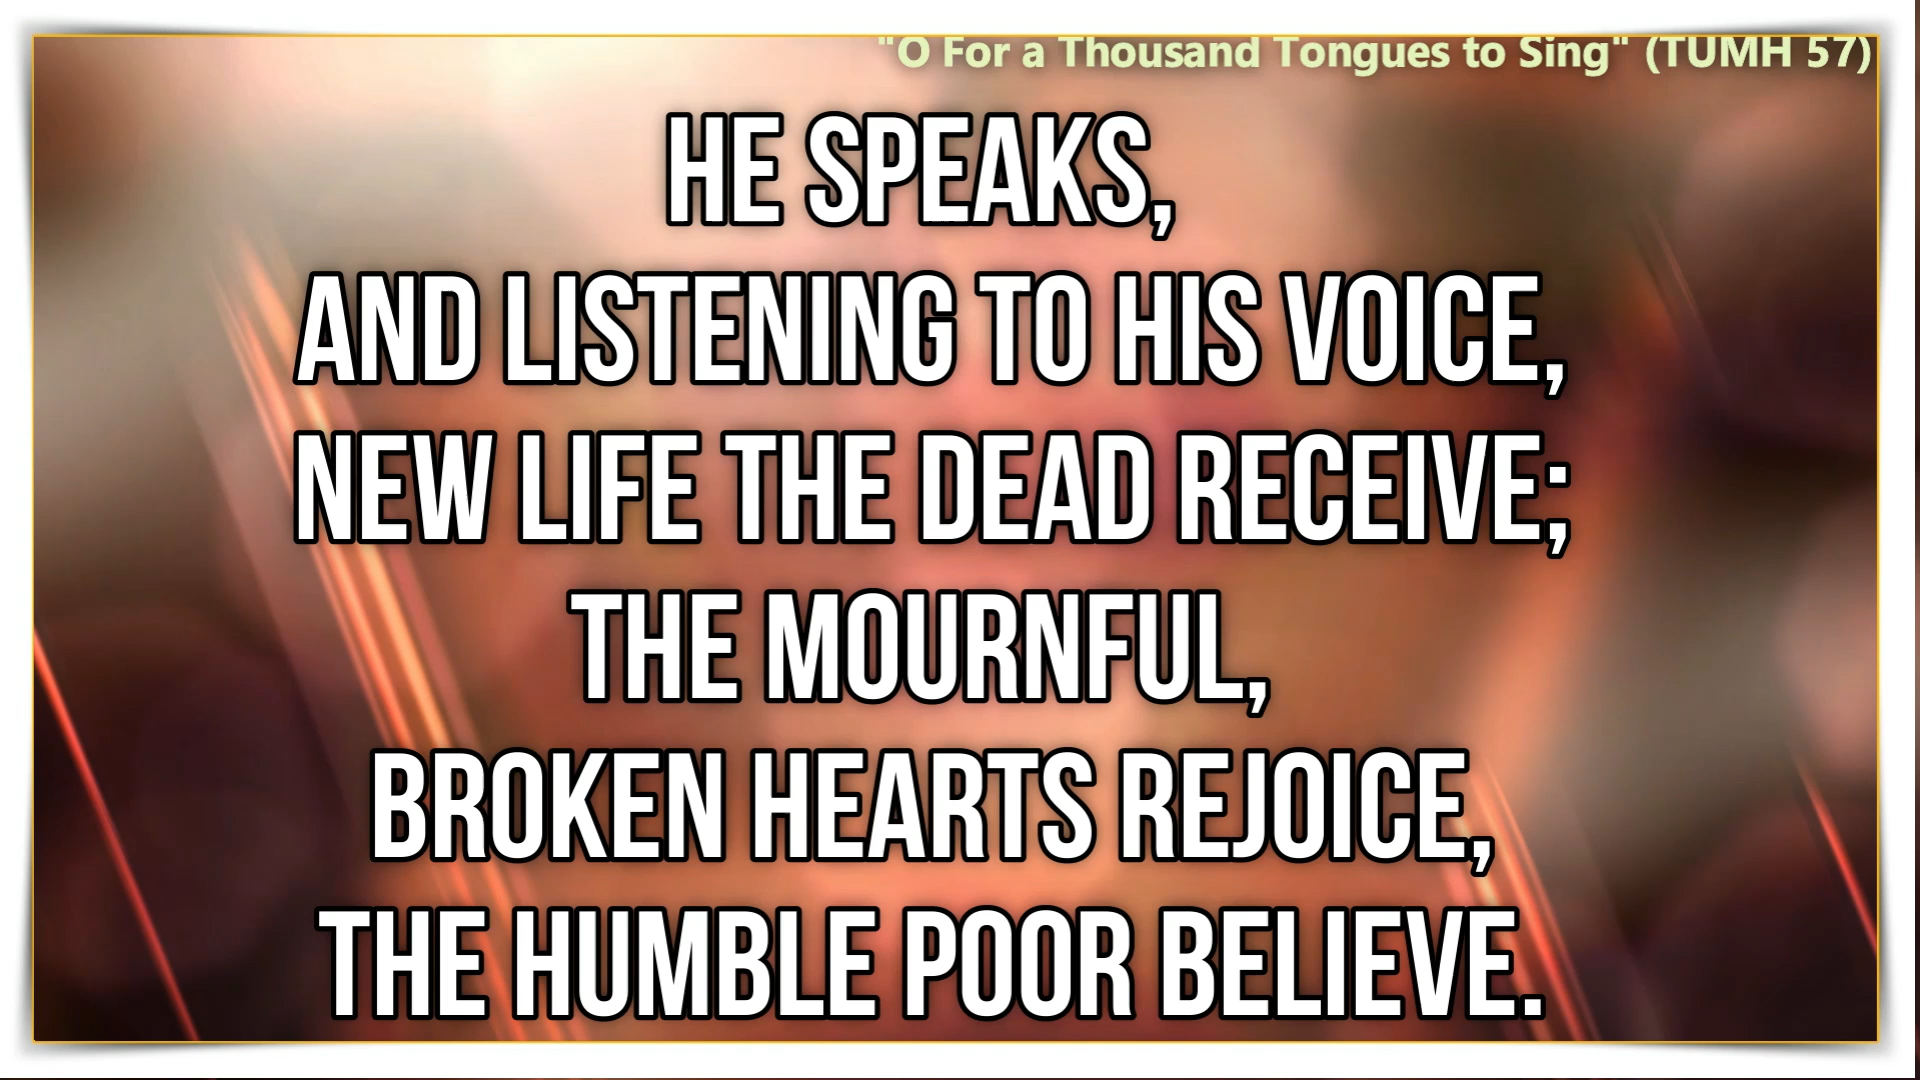 "O For a Thousand Tongues to Sing" (TUMH 57)
HE SPEAKS,
AND LISTENING TO HIS VOICE,
NEW LIFE THE DEAD RECEIVE;
THE MOURNFUL,
BROKEN HEARTS REJOICE,
THE HUMBLE POOR BELIEVE.